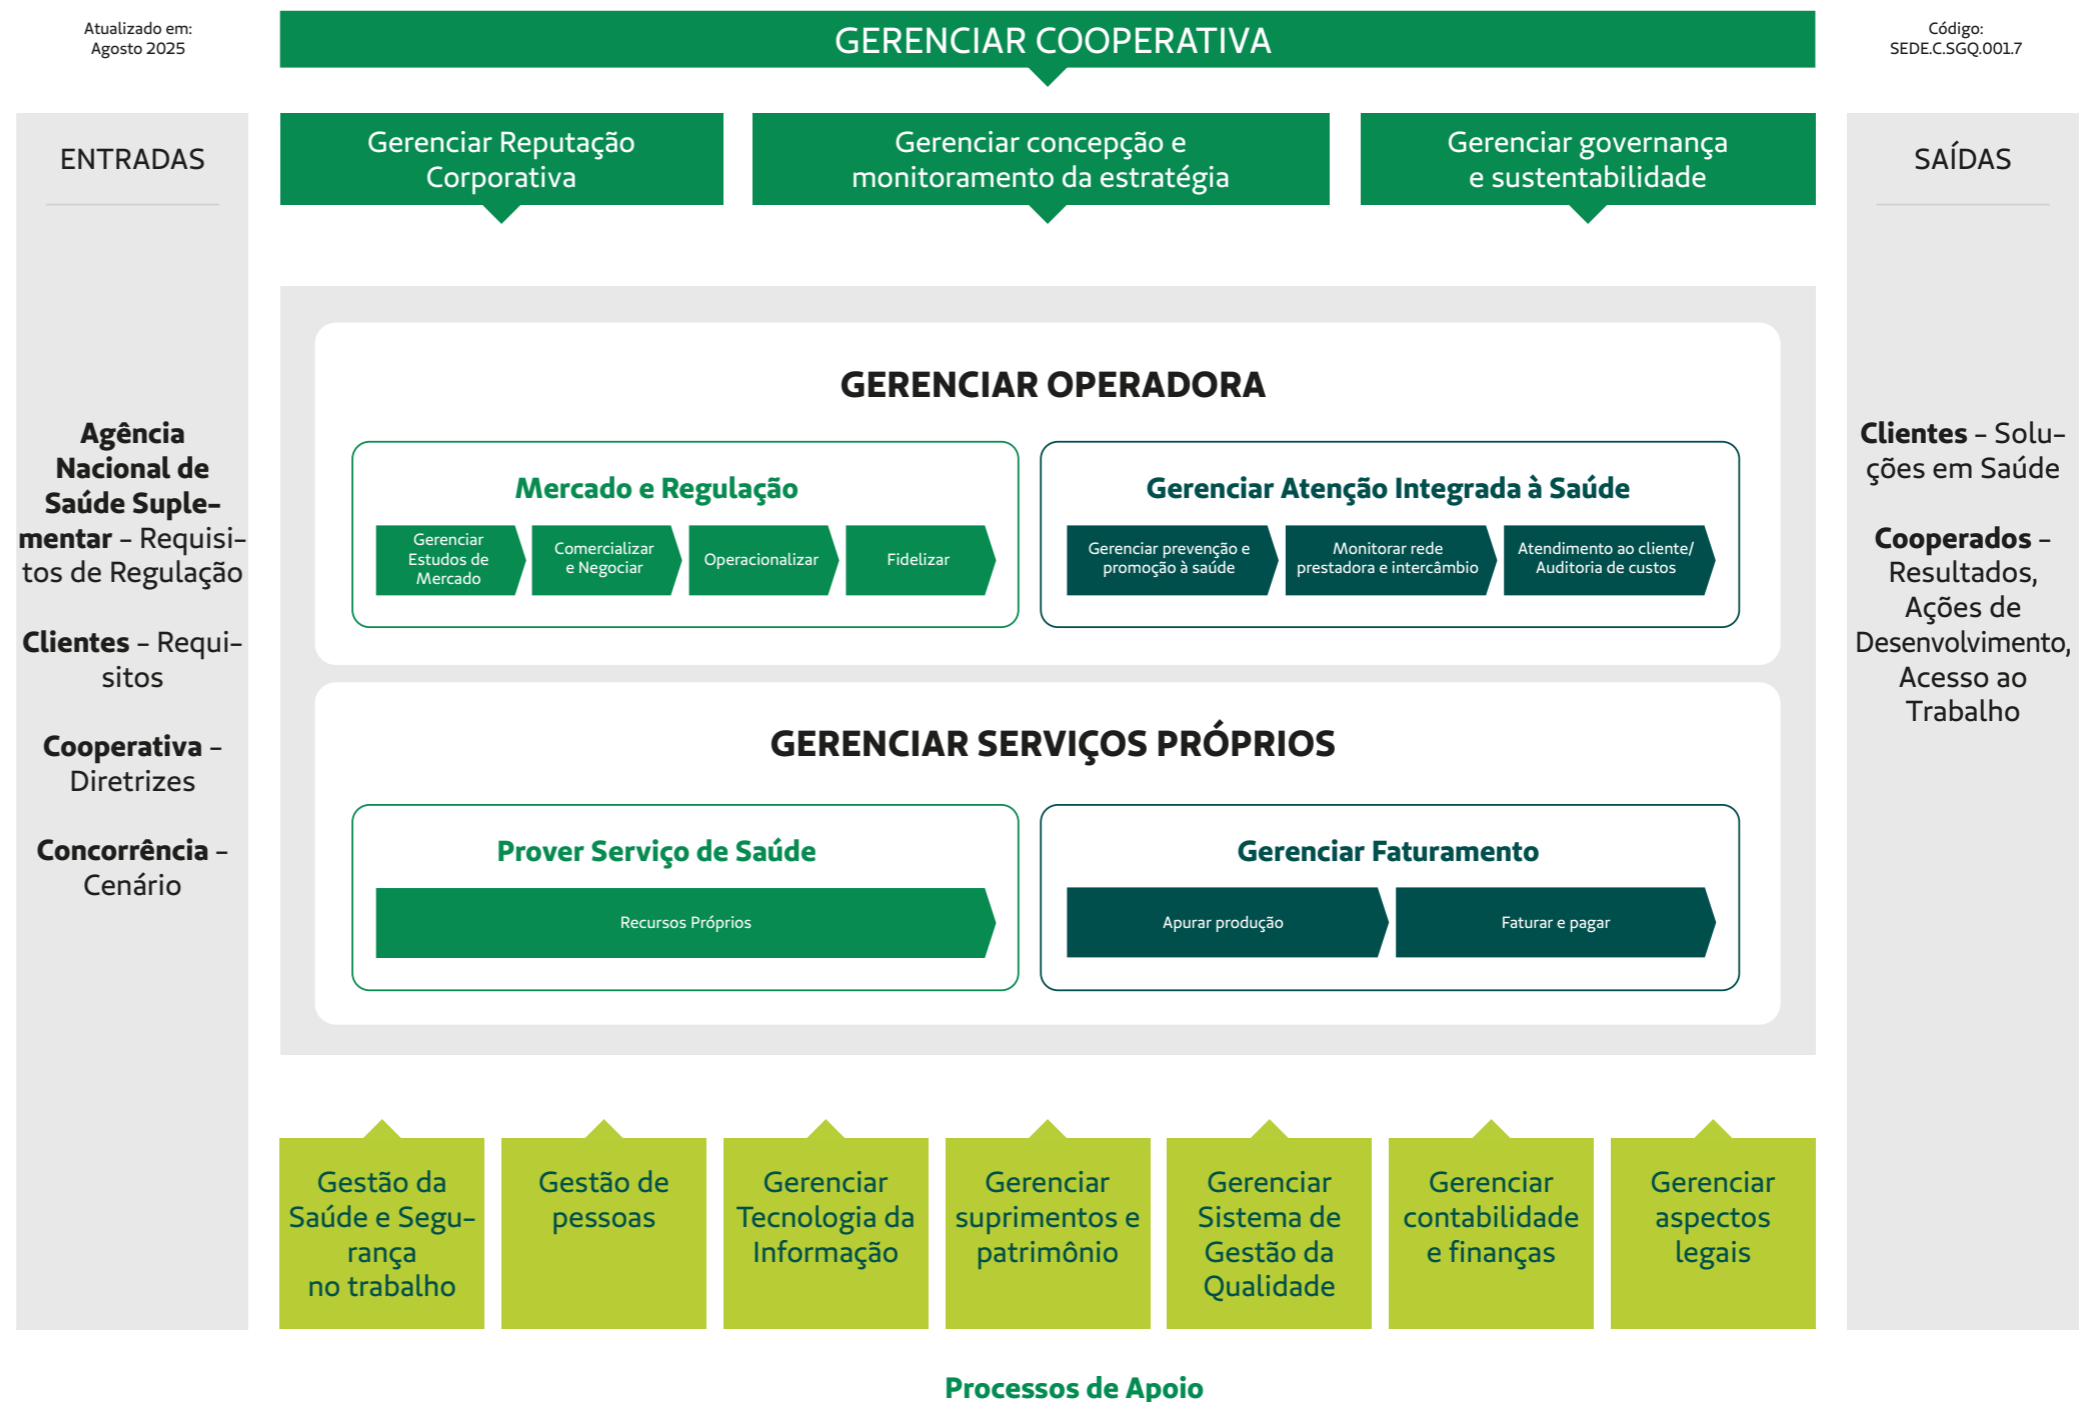 Atualizado em:
Agosto 2025
GERENCIAR COOPERATIVA
Código:
SEDE.C.SGQ.001.7
ENTRADAS
Agência
Nacional de
Saúde Suple-
mentar - Requisi-
tos de Regulação
Clientes - Requi-
sitos
Cooperativa -
Diretrizes
Concorrência -
Cenário
Gerenciar Reputação
Corporativa
Gerenciar concepção e
monitoramento da estratégia
Gerenciar governança
e sustentabilidade
GERENCIAR OPERADORA
Mercado e Regulação
Gerenciar
Estudos de
Mercado
Comercializar
e Negociar
Operacionalizar
Fidelizar
Gerenciar Atenção Integrada à Saúde
Gerenciar prevenção e
promoção à saúde
Monitorar rede
prestadora e intercâmbio
Atendimento ao cliente/
Auditoria de custos
GERENCIAR SERVIÇOS PRÓPRIOS
Prover Serviço de Saúde
Recursos Próprios
Gerenciar Faturamento
Apurar produção
Faturar e pagar
SAÍDAS
Clientes - Solu-
ções em Saúde
Cooperados -
Resultados,
Ações de
Desenvolvimento,
Acesso ao
Trabalho
Gestão da
Saúde e Segu-
rança
no trabalho
Gestão de
pessoas
Gerenciar
Tecnologia da
Informação
Gerenciar
suprimentos e
patrimônio
Gerenciar
Sistema de
Gestão da
Qualidade
Gerenciar
contabilidade
e finanças
Gerenciar
aspectos
legais
Processos de Apoio